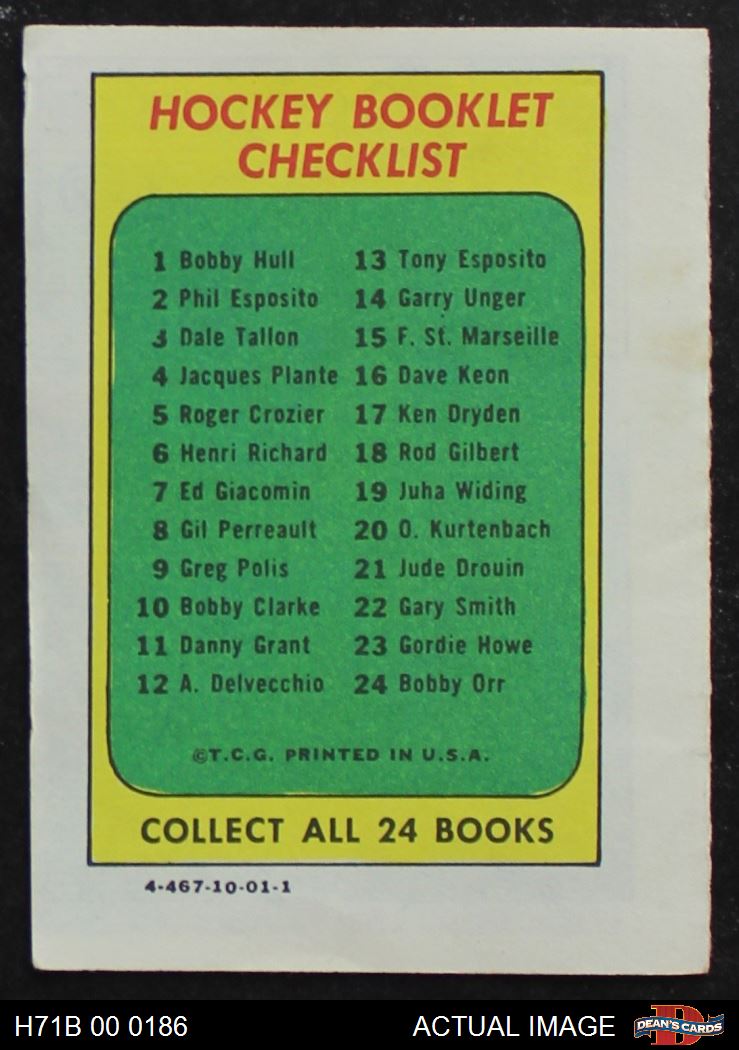 HOCKEY BOOKLET
CHECKLIST
1 Bobby Hull
2 Phil Esposito
3 Dale Tallon
4 Jacques Plante
5 Roger Crozier
6 Henri Richard
7 Ed Giacomin
8 Gil Perreault
9 Greg Polis
10 Bobby Clarke
11 Danny Grant
12 A. Delvecchio
13 Tony Esposito
14 Garry Unger
15 F. St. Marseille
16 Dave Keon
17 Ken Dryden
18 Rod Gilbert
19 Juha Widing
20 O. Kurtenbach
21 Jude Drouin
22 Gary Smith
23 Gordie Howe
24 Bobby Orr
©T.C.G. PRINTED IN U.S.A.
COLLECT ALL 24 BOOKS
4-467-10-01-1
H71B 00 0186 ACTUAL IMAGE DEAN'S CARDS